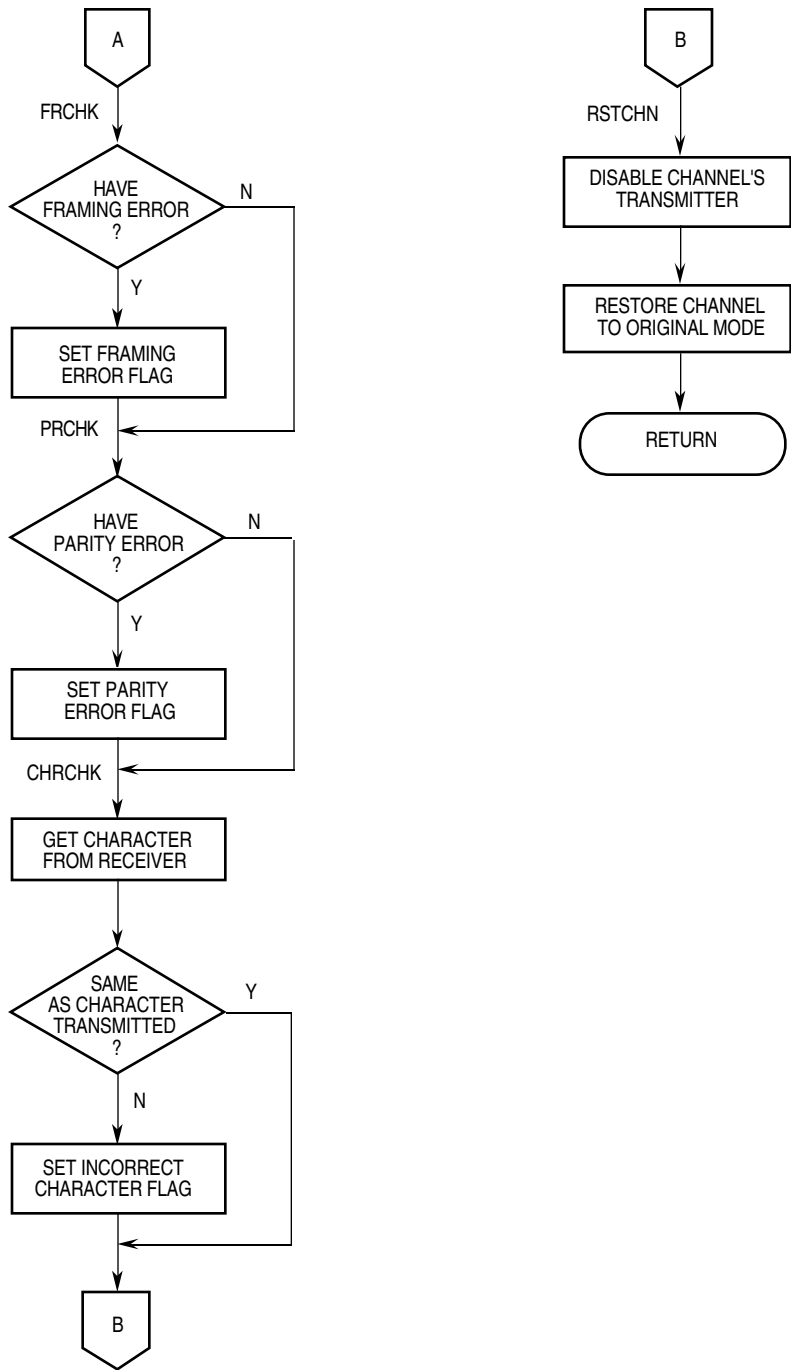 A
FRCHK
HAVE
FRAMING ERROR
?
N
Y
SET FRAMING
ERROR FLAG
PRCHK
HAVE
PARITY ERROR
?
N
Y
SET PARITY
ERROR FLAG
CHRCHK
GET CHARACTER
FROM RECEIVER
SAME
AS CHARACTER
TRANSMITTED
?
Y
N
SET INCORRECT
CHARACTER FLAG
B
B
RSTCHN
DISABLE CHANNEL'S
TRANSMITTER
RESTORE CHANNEL
TO ORIGINAL MODE
RETURN